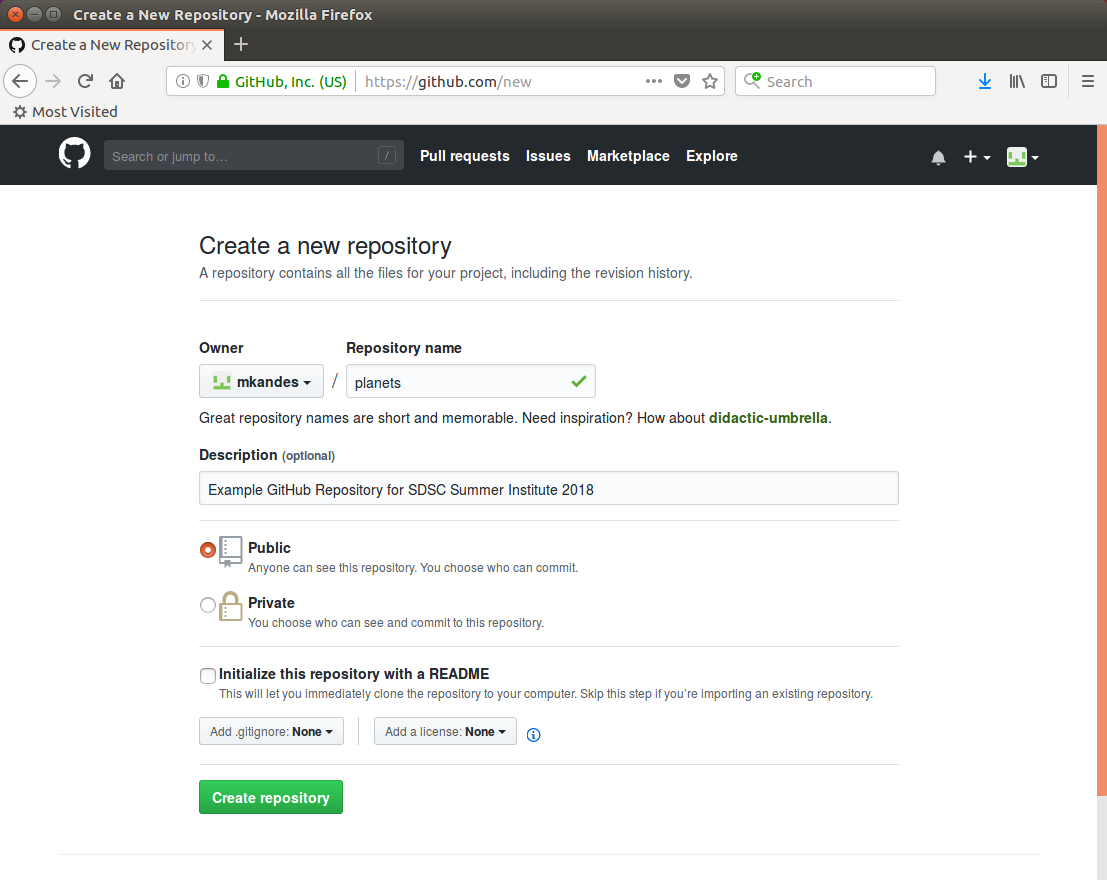 Create a New Repository - Mozilla Firefox
Create a New Repository
GitHub, Inc. (US) https://github.com/new Search
Most Visited
Search or jump to… / Pull requests Issues Marketplace Explore
Create a new repository
A repository contains all the files for your project, including the revision history.
Owner Repository name
mkandes / planets
Great repository names are short and memorable. Need inspiration? How about didactic-umbrella.
Description (optional)
Example GitHub Repository for SDSC Summer Institute 2018
Public
Anyone can see this repository. You choose who can commit.
Private
You choose who can see and commit to this repository.
Initialize this repository with a README
This will let you immediately clone the repository to your computer. Skip this step if you’re importing an existing repository.
Add .gitignore: None Add a license: None
Create repository